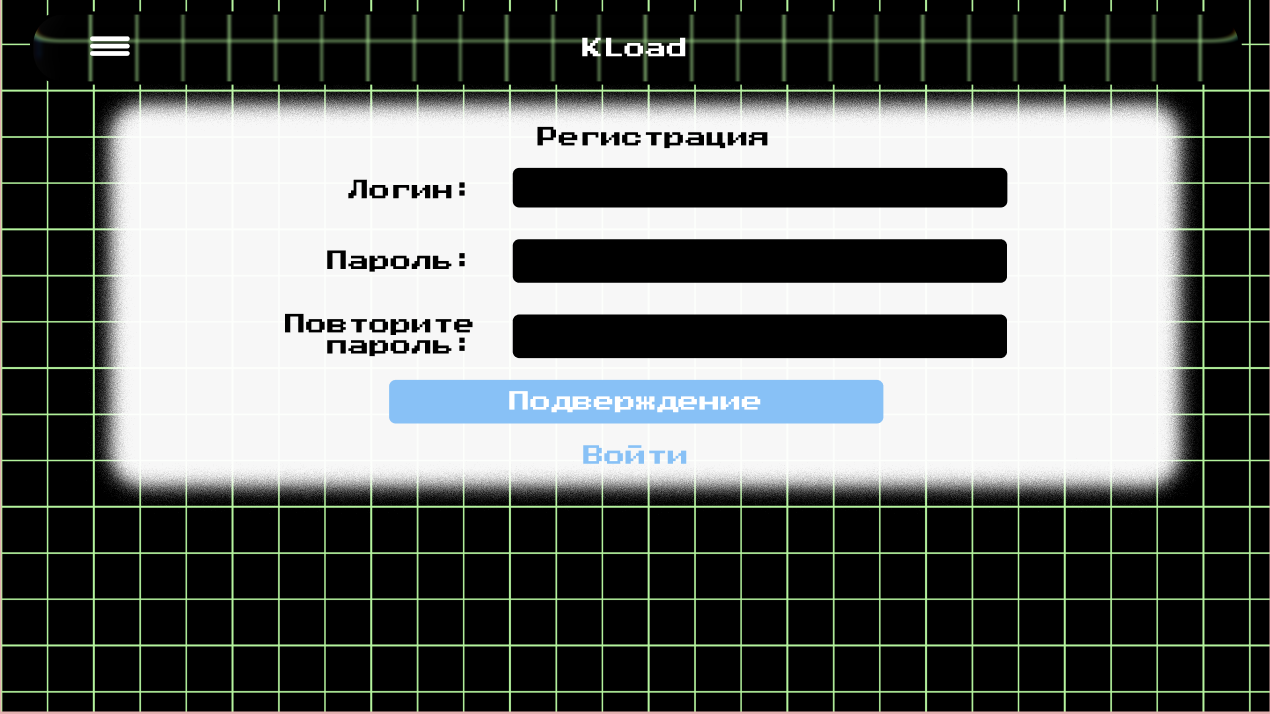 KLoad
Регистрация
Логин:
Пароль:
Повторите
пароль:
Подверждение
Войти